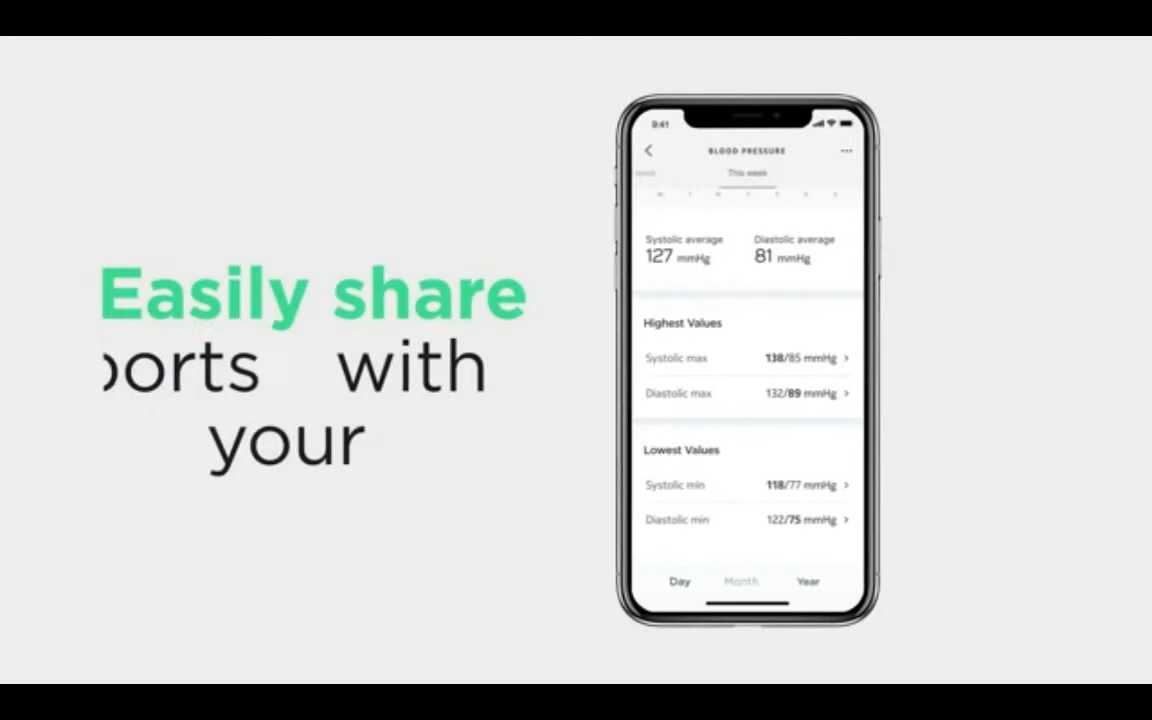 Easily share
orts with
your
9:41
BLOOD PRESSURE
week This week
M T W T F S S
Systolic average Diastolic average
127 mmHg 81 mmHg
Highest Values
Systolic max 138/85 mmHg >
Diastolic max 132/89 mmHg >
Lowest Values
Systolic min 118/77 mmHg >
Diastolic min 122/75 mmHg >
Day Month Year